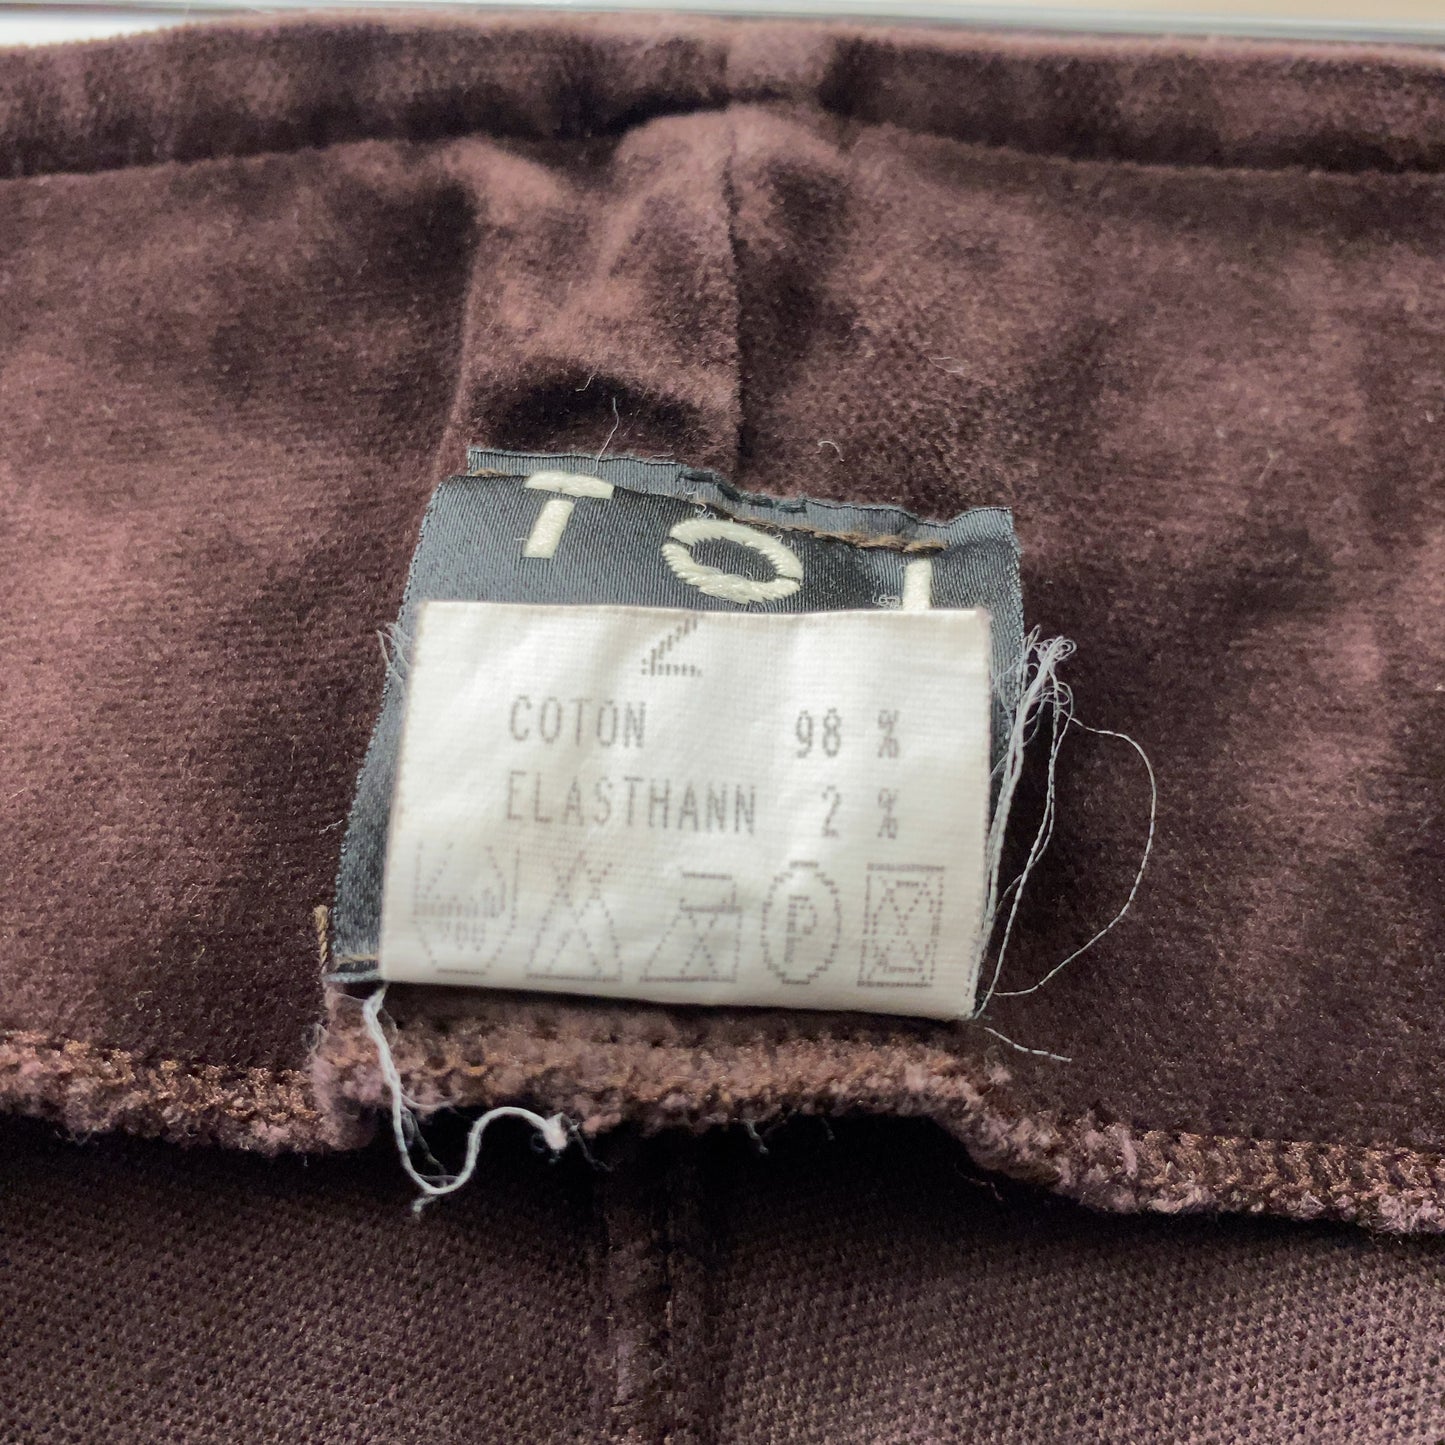 TOI
2
COTON 98 %
ELASTHANN 2 %
P